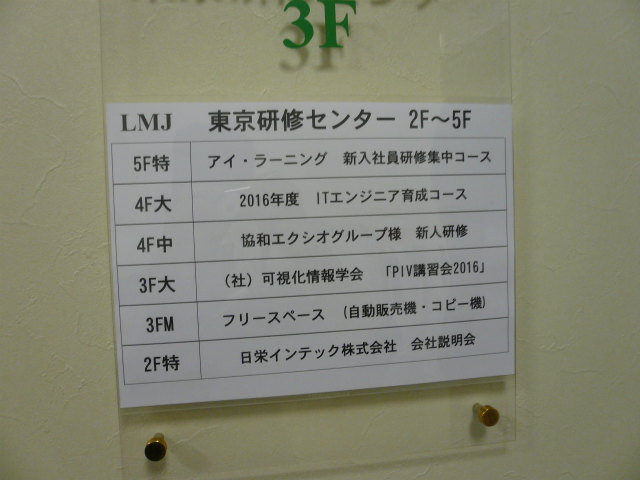 3F
LMJ 東京研修センター 2F～5F
5F特 アイ・ラーニング 新入社員研修集中コース
4F大 2016年度 ITエンジニア育成コース
4F中 協和エクシオグループ様 新人研修
3F大 （社）可視化情報学会 「PIV講習会2016」
3FM フリースペース （自動販売機・コピー機）
2F特 日栄インテック株式会社 会社説明会